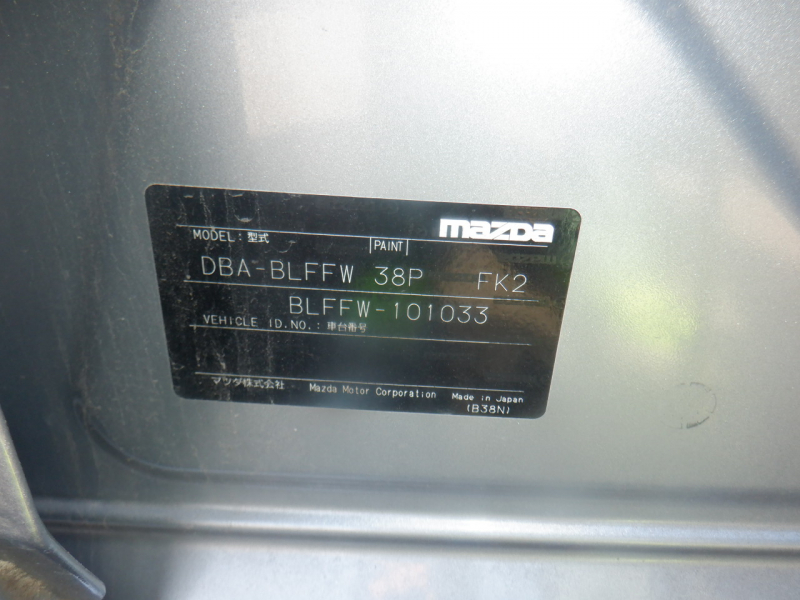 mazda
MODEL:型式 PAINT
DBA-BLFFW 38P FK2
BLFFW-101033
VEHICLE ID.NO.:車台番号
マツダ株式会社 Mazda Motor Corporation Made in Japan
(B38N)